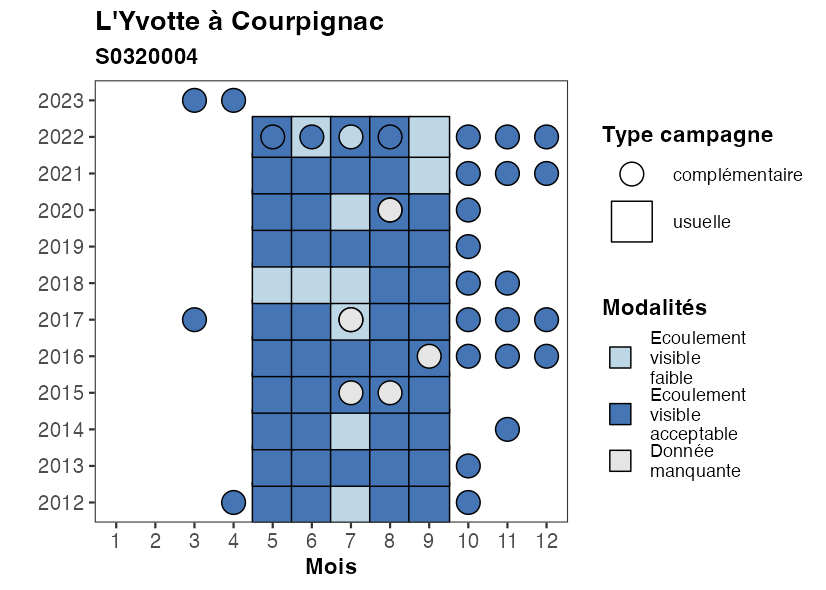 L'Yvotte à Courpignac
S0320004
2023
2022
2021
2020
2019
2018
2017
2016
2015
2014
2013
2012
1 2 3 4 5 6 7 8 9 10 11 12
Mois
Type campagne
complémentaire
usuelle
Modalités
Ecoulement
visible
faible
Ecoulement
visible
acceptable
Donnée
manquante